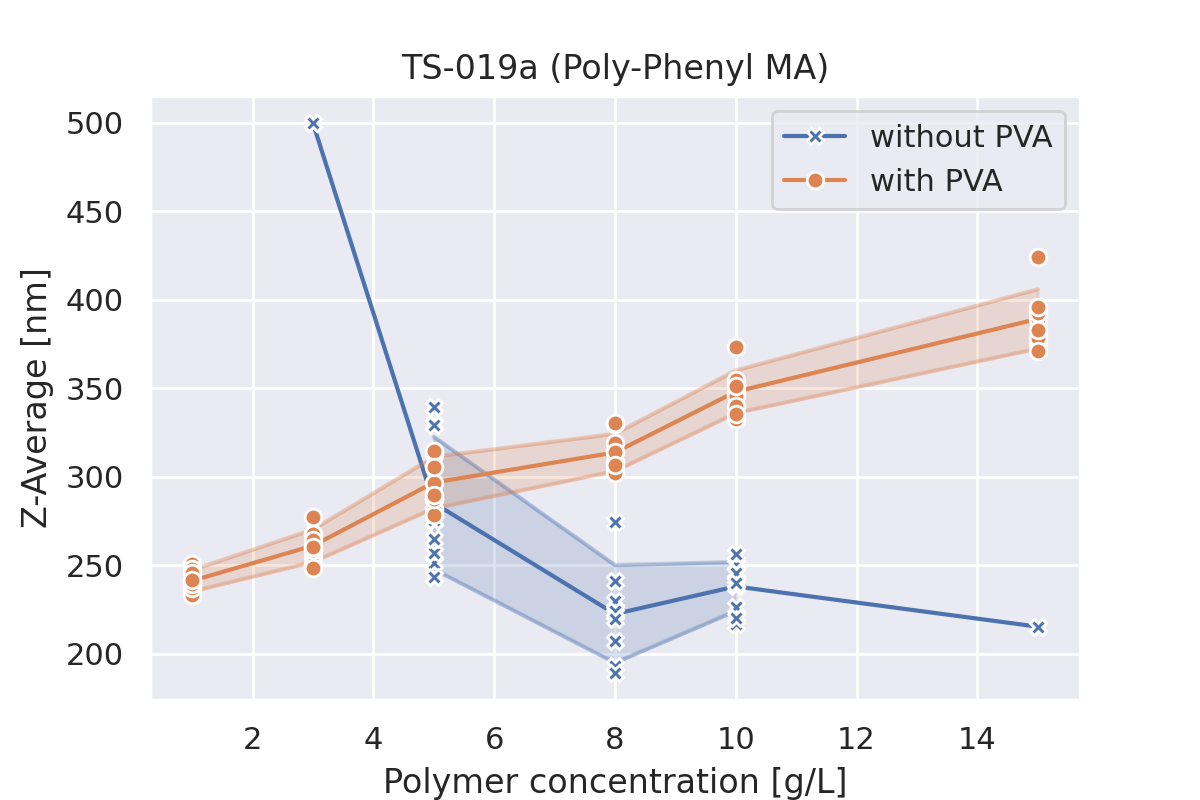 TS-019a (Poly-Phenyl MA)
without PVA
with PVA
Z-Average [nm]
500
450
400
350
300
250
200
2 4 6 8 10 12 14
Polymer concentration [g/L]